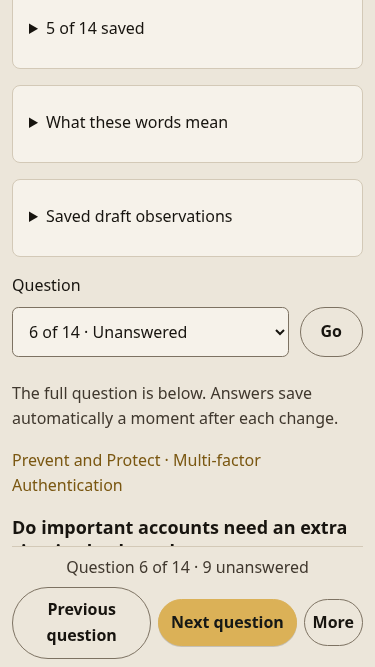 5 of 14 saved
What these words mean
Saved draft observations
Question
6 of 14 · Unanswered
Go
The full question is below. Answers save
automatically a moment after each change.
Prevent and Protect · Multi-factor
Authentication
Do important accounts need an extra
Question 6 of 14 · 9 unanswered
Previous
question
Next question
More